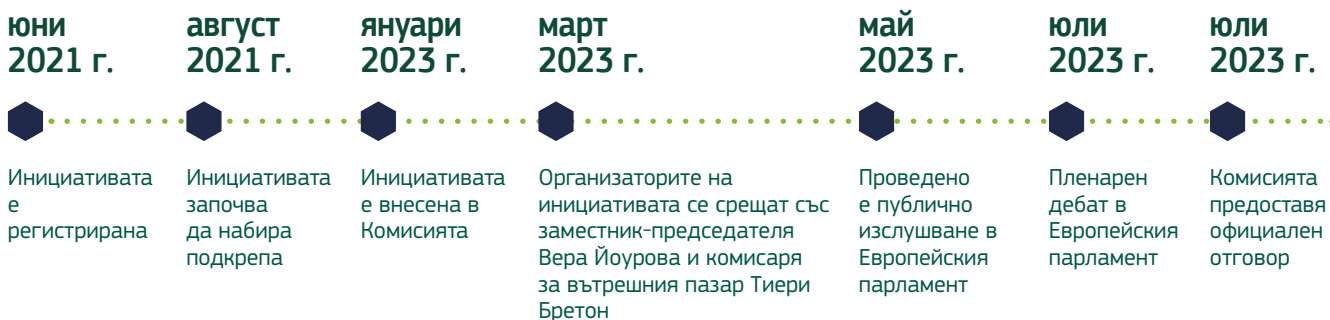 юни
2021 г.
Инициативата
е
регистрирана
август
2021 г.
Инициативата
започва
да набира
подкрепа
януари
2023 г.
Инициативата
е внесена в
Комисията
март
2023 г.
Организаторите на
инициативата се срещат със
заместник-председателя
Вера Йоурова и комисаря
за вътрешния пазар Тиери
Бретон
май
2023 г.
Проведено
е публично
изслушване в
Европейския
парламент
юли
2023 г.
Пленарен
дебат в
Европейския
парламент
юли
2023 г.
Комисията
предоставя
официален
отговор